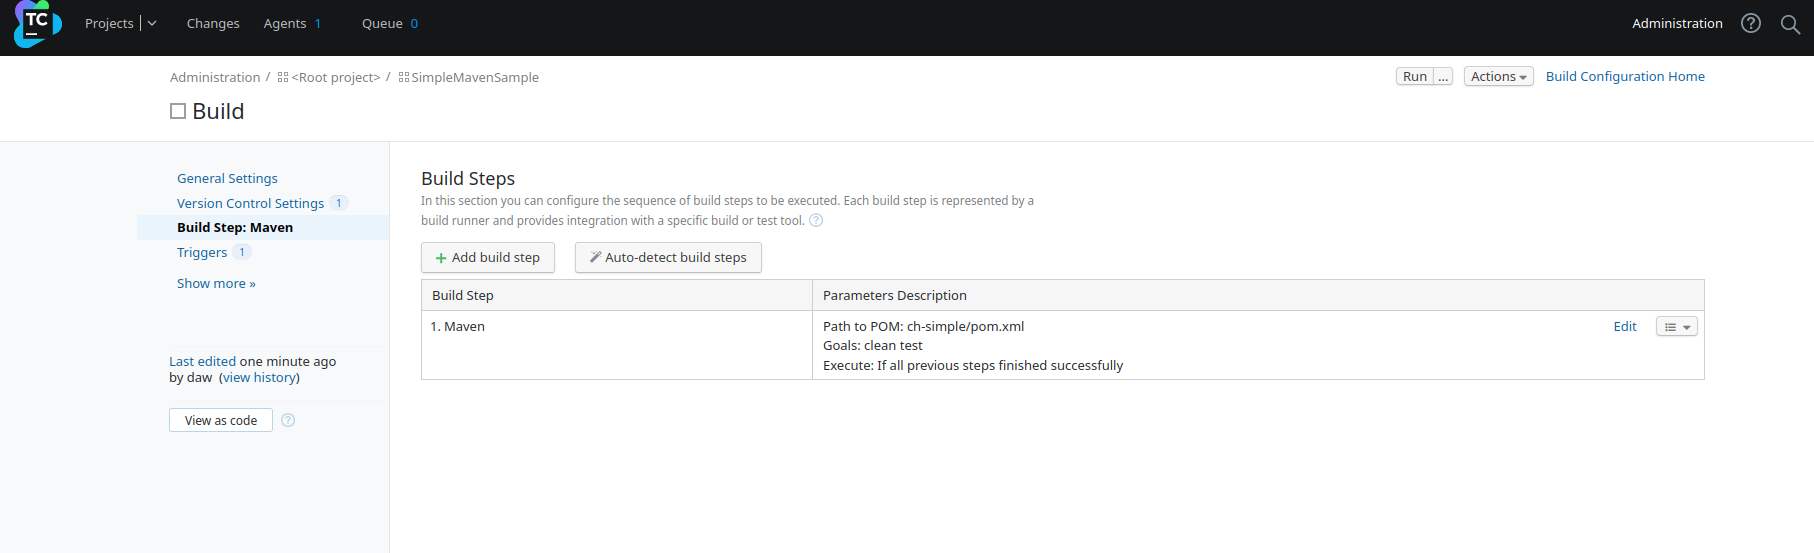 TC
Projects
Changes
Agents 1
Queue 0
Administration
Administration / <Root project> / SimpleMavenSample
Run ...
Actions
Build Configuration Home
Build
General Settings
Version Control Settings 1
Build Step: Maven
Triggers 1
Show more »
Last edited one minute ago
by daw (view history)
View as code ?
Build Steps
In this section you can configure the sequence of build steps to be executed. Each build step is represented by a
build runner and provides integration with a specific build or test tool. ?
+ Add build step
Auto-detect build steps
Build Step
Parameters Description
1. Maven
Path to POM: ch-simple/pom.xml
Goals: clean test
Execute: If all previous steps finished successfully
Edit